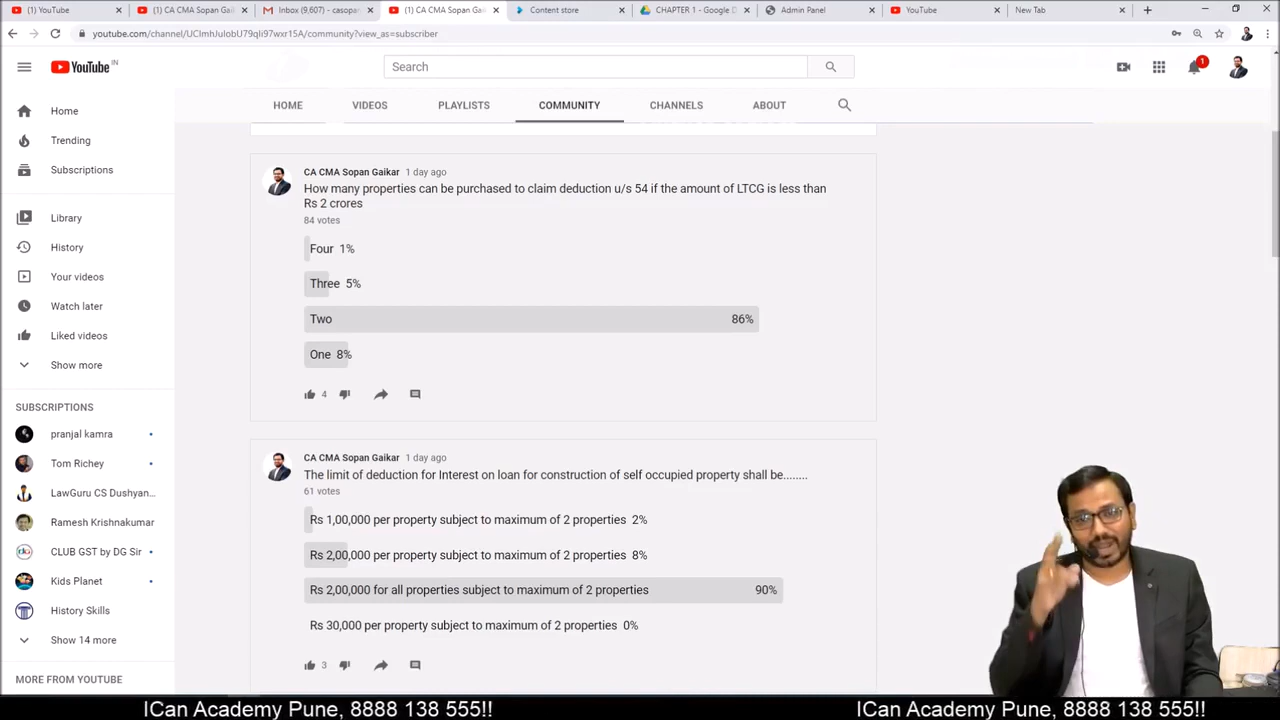 (1) YouTube
(1) CA CMA Sopan Gai
Inbox (9,607) - casopan
(1) CA CMA Sopan Gai
Content store
CHAPTER 1 - Google D
Admin Panel
YouTube
New Tab
YouTube IN
Search
1
HOME VIDEOS PLAYLISTS COMMUNITY CHANNELS ABOUT
Home
Trending
Subscriptions
Library
History
Your videos
Watch later
Liked videos
Show more
SUBSCRIPTIONS
pranjal kamra
Tom Richey
LawGuru CS Dushyan...
Ramesh Krishnakumar
CLUB GST by DG Sir
Kids Planet
History Skills
Show 14 more
MORE FROM YOUTUBE
CA CMA Sopan Gaikar 1 day ago
How many properties can be purchased to claim deduction u/s 54 if the amount of LTCG is less than
Rs 2 crores
84 votes
Four 1%
Three 5%
Two 86%
One 8%
4
CA CMA Sopan Gaikar 1 day ago
The limit of deduction for Interest on loan for construction of self occupied property shall be........
61 votes
Rs 1,00,000 per property subject to maximum of 2 properties 2%
Rs 2,00,000 per property subject to maximum of 2 properties 8%
Rs 2,00,000 for all properties subject to maximum of 2 properties 90%
Rs 30,000 per property subject to maximum of 2 properties 0%
3
ICan Academy Pune, 8888 138 555!! ICan Academy Pune, 8888 138 555!!